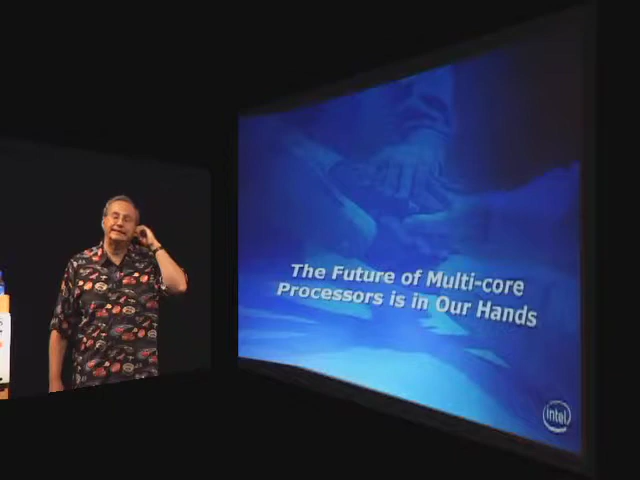 The Future of Multi-core
Processors is in Our Hands
intel